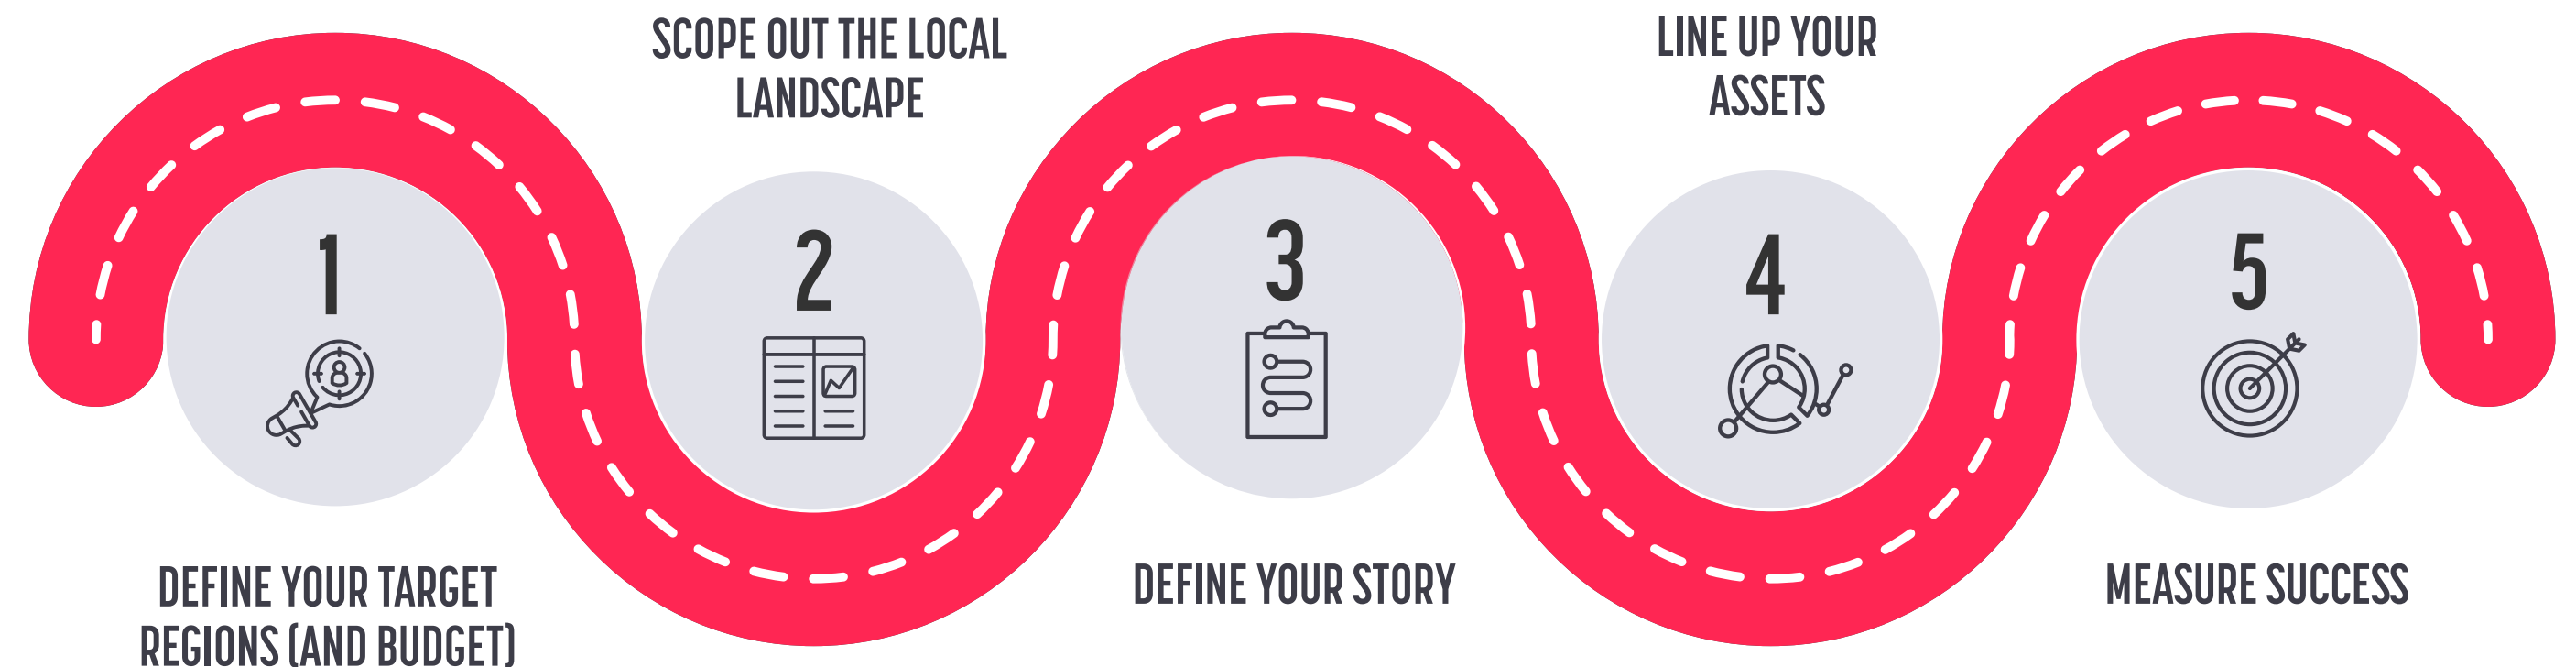 1
DEFINE YOUR TARGET
REGIONS (AND BUDGET)
SCOPE OUT THE LOCAL
LANDSCAPE
2
3
DEFINE YOUR STORY
LINE UP YOUR
ASSETS
4
5
MEASURE SUCCESS